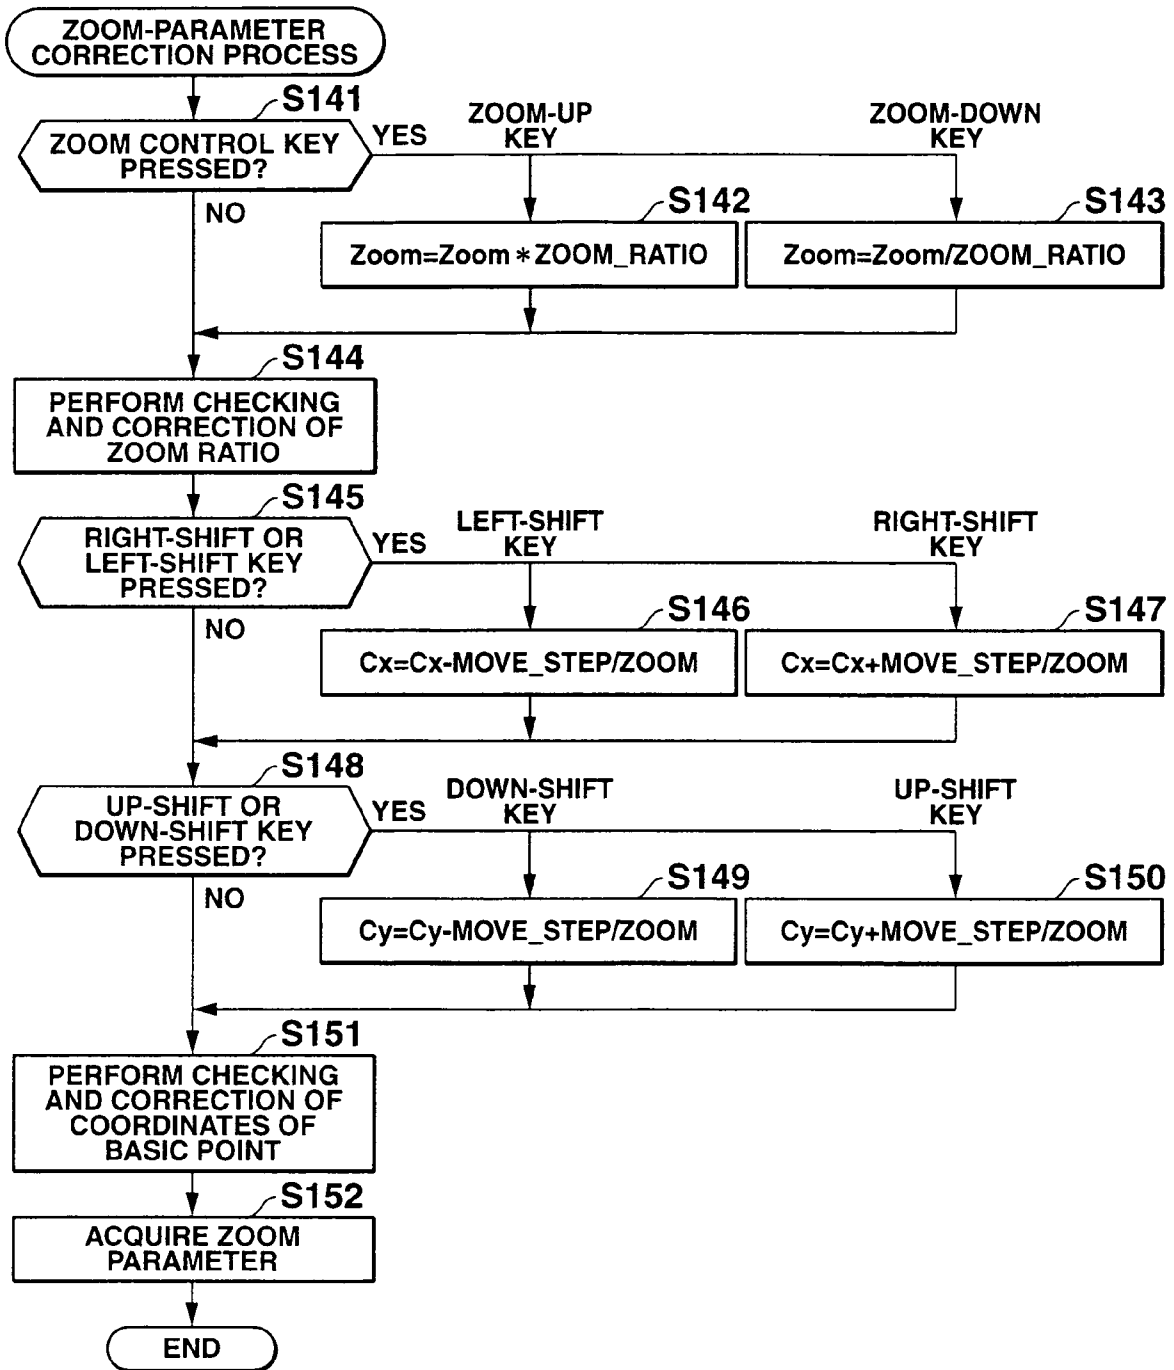 ZOOM-PARAMETER
CORRECTION PROCESS
S141
ZOOM CONTROL KEY
PRESSED?
YES
NO
ZOOM-UP
KEY
ZOOM-DOWN
KEY
S142
Zoom=Zoom*ZOOM_RATIO
S143
Zoom=Zoom/ZOOM_RATIO
S144
PERFORM CHECKING
AND CORRECTION OF
ZOOM RATIO
S145
RIGHT-SHIFT OR
LEFT-SHIFT KEY
PRESSED?
YES
NO
LEFT-SHIFT
KEY
RIGHT-SHIFT
KEY
S146
Cx=Cx-MOVE_STEP/ZOOM
S147
Cx=Cx+MOVE_STEP/ZOOM
S148
UP-SHIFT OR
DOWN-SHIFT KEY
PRESSED?
YES
NO
DOWN-SHIFT
KEY
UP-SHIFT
KEY
S149
Cy=Cy-MOVE_STEP/ZOOM
S150
Cy=Cy+MOVE_STEP/ZOOM
S151
PERFORM CHECKING
AND CORRECTION OF
COORDINATES OF
BASIC POINT
S152
ACQUIRE ZOOM
PARAMETER
END